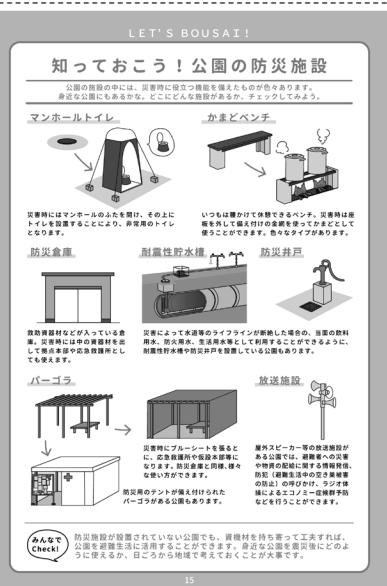 LET'S BOUSAI!
知っておこう！公園の防災施設
公園の施設の中には、災害時に役立つ機能を備えたものが色々あります。
身近な公園にもあるかな。どこにどんな施設があるか、チェックしてみよう。
マンホールトイレ
災害時にはマンホールのふたを開け、その上に
トイレを設置することにより、非常用のトイレ
となります。
かまどベンチ
いつもは腰かけて休憩できるベンチ。災害時は座
板を外して備え付けの金網を使ってかまどとして
使うことができます。色々なタイプがあります。
防災倉庫
救助資器材などが入っている倉
庫。災害時には中の資器材を出
して拠点本部や応急救護所とし
ても使えます。
耐震性貯水槽
防災井戸
災害によって水道等のライフラインが断絶した場合の、当面の飲料
用水、防火用水、生活用水等として利用することができるように、
耐震性貯水槽や防災井戸を設置している公園もあります。
パーゴラ
災害時にブルーシートを張ると
に、応急救護所や仮設本部等に
なります。防災倉庫と同様、様々
な使い方ができます。
防災用のテントが備え付けられた
パーゴラがある公園もあります。
放送施設
屋外スピーカー等の放送施設が
ある公園では、避難者への災害
や物資の配給に関する情報発信、
防犯（避難生活中の空き巣被害
の防止）の呼びかけ、ラジオ体
操によるエコノミー症候群予防
などを行うことができます。
みんなで
Check!
防災施設が設置されていない公園でも、資機材を持ち寄って工夫すれば、
公園を避難生活に活用することができます。身近な公園を震災後にどのよ
うに使えるか、日ごろから地域で考えておくことが大事です。
15